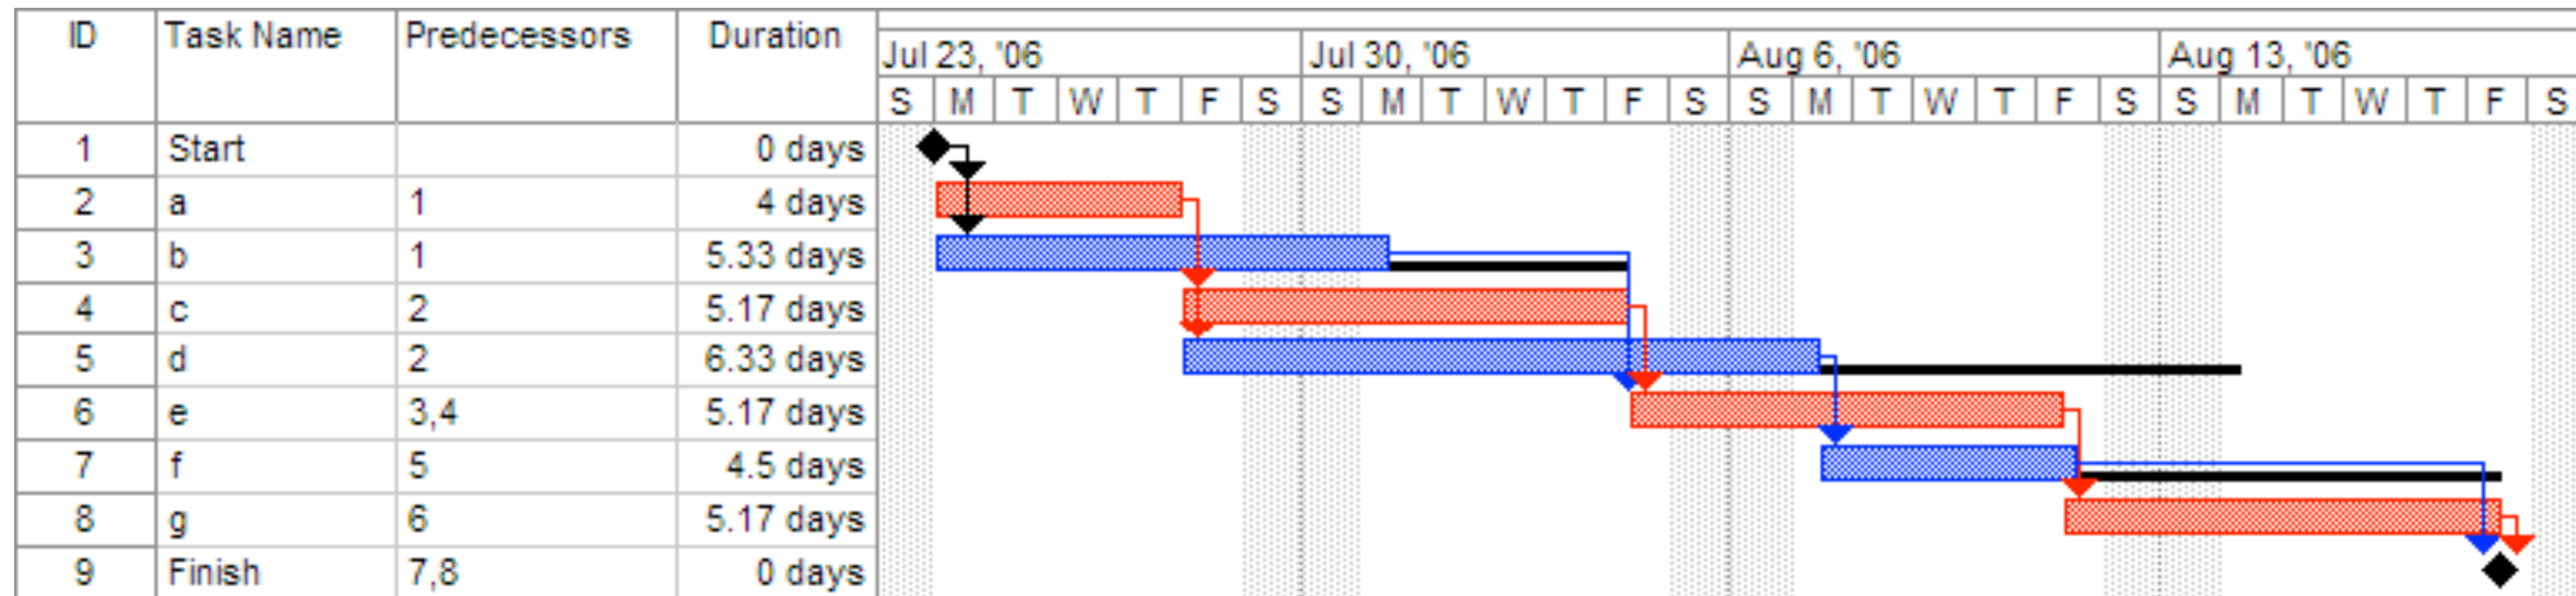 ID Task Name Predecessors Duration
Jul 23, '06 Jul 30, '06 Aug 6, '06 Aug 13, '06
S M T W T F S S M T W T F S S M T W T F S S M T W T F S
1 Start 0 days
2 a 1 4 days
3 b 1 5.33 days
4 c 2 5.17 days
5 d 2 6.33 days
6 e 3,4 5.17 days
7 f 5 4.5 days
8 g 6 5.17 days
9 Finish 7,8 0 days